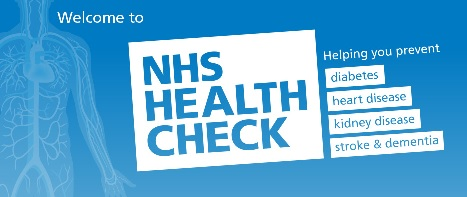 Welcome to
NHS
HEALTH
CHECK
Helping you prevent
diabetes
heart disease
kidney disease
stroke & dementia